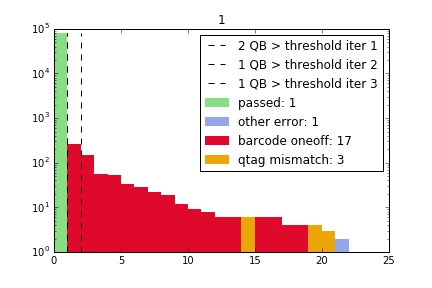 1
10^5
10^4
10^3
10^2
10^1
10^0
2 QB > threshold iter 1
1 QB > threshold iter 2
1 QB > threshold iter 3
passed: 1
other error: 1
barcode oneoff: 17
qtag mismatch: 3
0 5 10 15 20 25